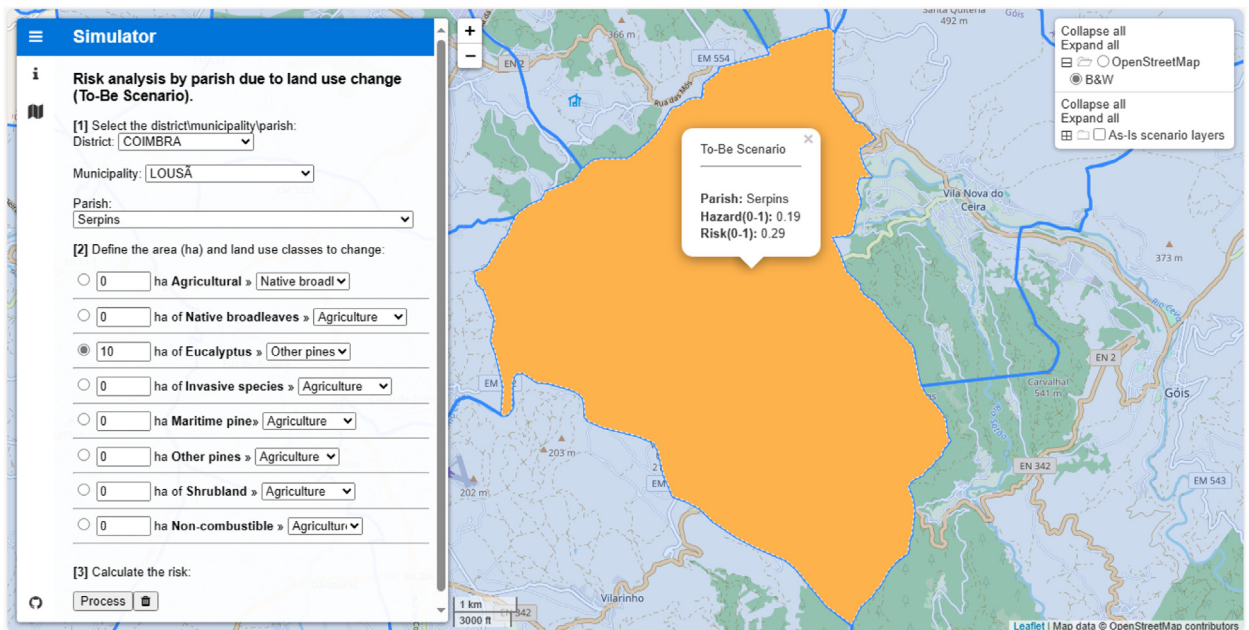 Simulator
Risk analysis by parish due to land use change
(To-Be Scenario).
[1] Select the district\municipality\parish:
District: COIMBRA
Municipality: LOUSÃ
Parish:
Serpins
[2] Define the area (ha) and land use classes to change:
0 ha Agricultural » Native broadl
0 ha of Native broadleaves » Agriculture
10 ha of Eucalyptus » Other pines
0 ha of Invasive species » Agriculture
0 ha Maritime pine» Agriculture
0 ha Other pines » Agriculture
0 ha of Shrubland » Agriculture
0 ha Non-combustible » Agricultur
[3] Calculate the risk:
Process
+
−
366 m
EN 2
EM 554
Rua das Mós
Santa Quitéria
492 m
Góis
To-Be Scenario
×
Parish: Serpins
Hazard(0-1): 0.19
Risk(0-1): 0.29
Collapse all
Expand all
OpenStreetMap
B&W
Collapse all
Expand all
As-Is scenario layers
Vila Nova do
Ceira
373 m
Rio Ceira
EN 2
Carvalhal
541 m
Góis
EM
203 m
202 m
2
EM
EN 342
EM 543
Vilarinho
1 km
3000 ft
342
Leaflet | Map data © OpenStreetMap contributors